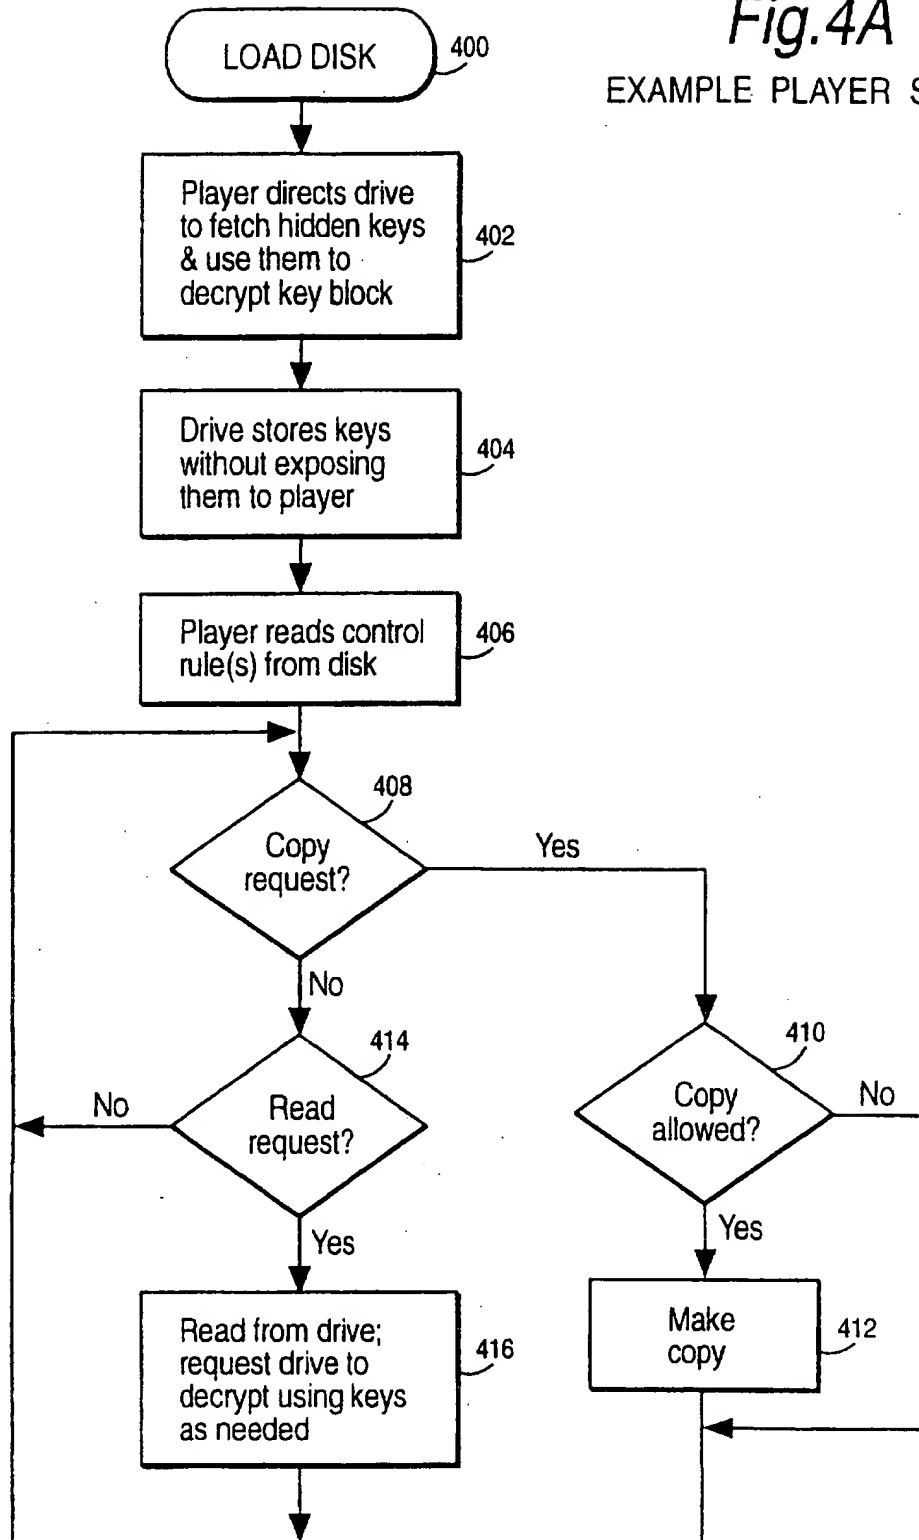 Fig.4A
EXAMPLE PLAYER
LOAD DISK
400
Player directs drive
to fetch hidden keys
& use them to
decrypt key block
402
Drive stores keys
without exposing
them to player
404
Player reads control
rule(s) from disk
406
408
Copy
request?
Yes
No
414
Read
request?
No
Yes
410
Copy
allowed?
No
Yes
Read from drive;
request drive to
decrypt using keys
as needed
416
Make
copy
412